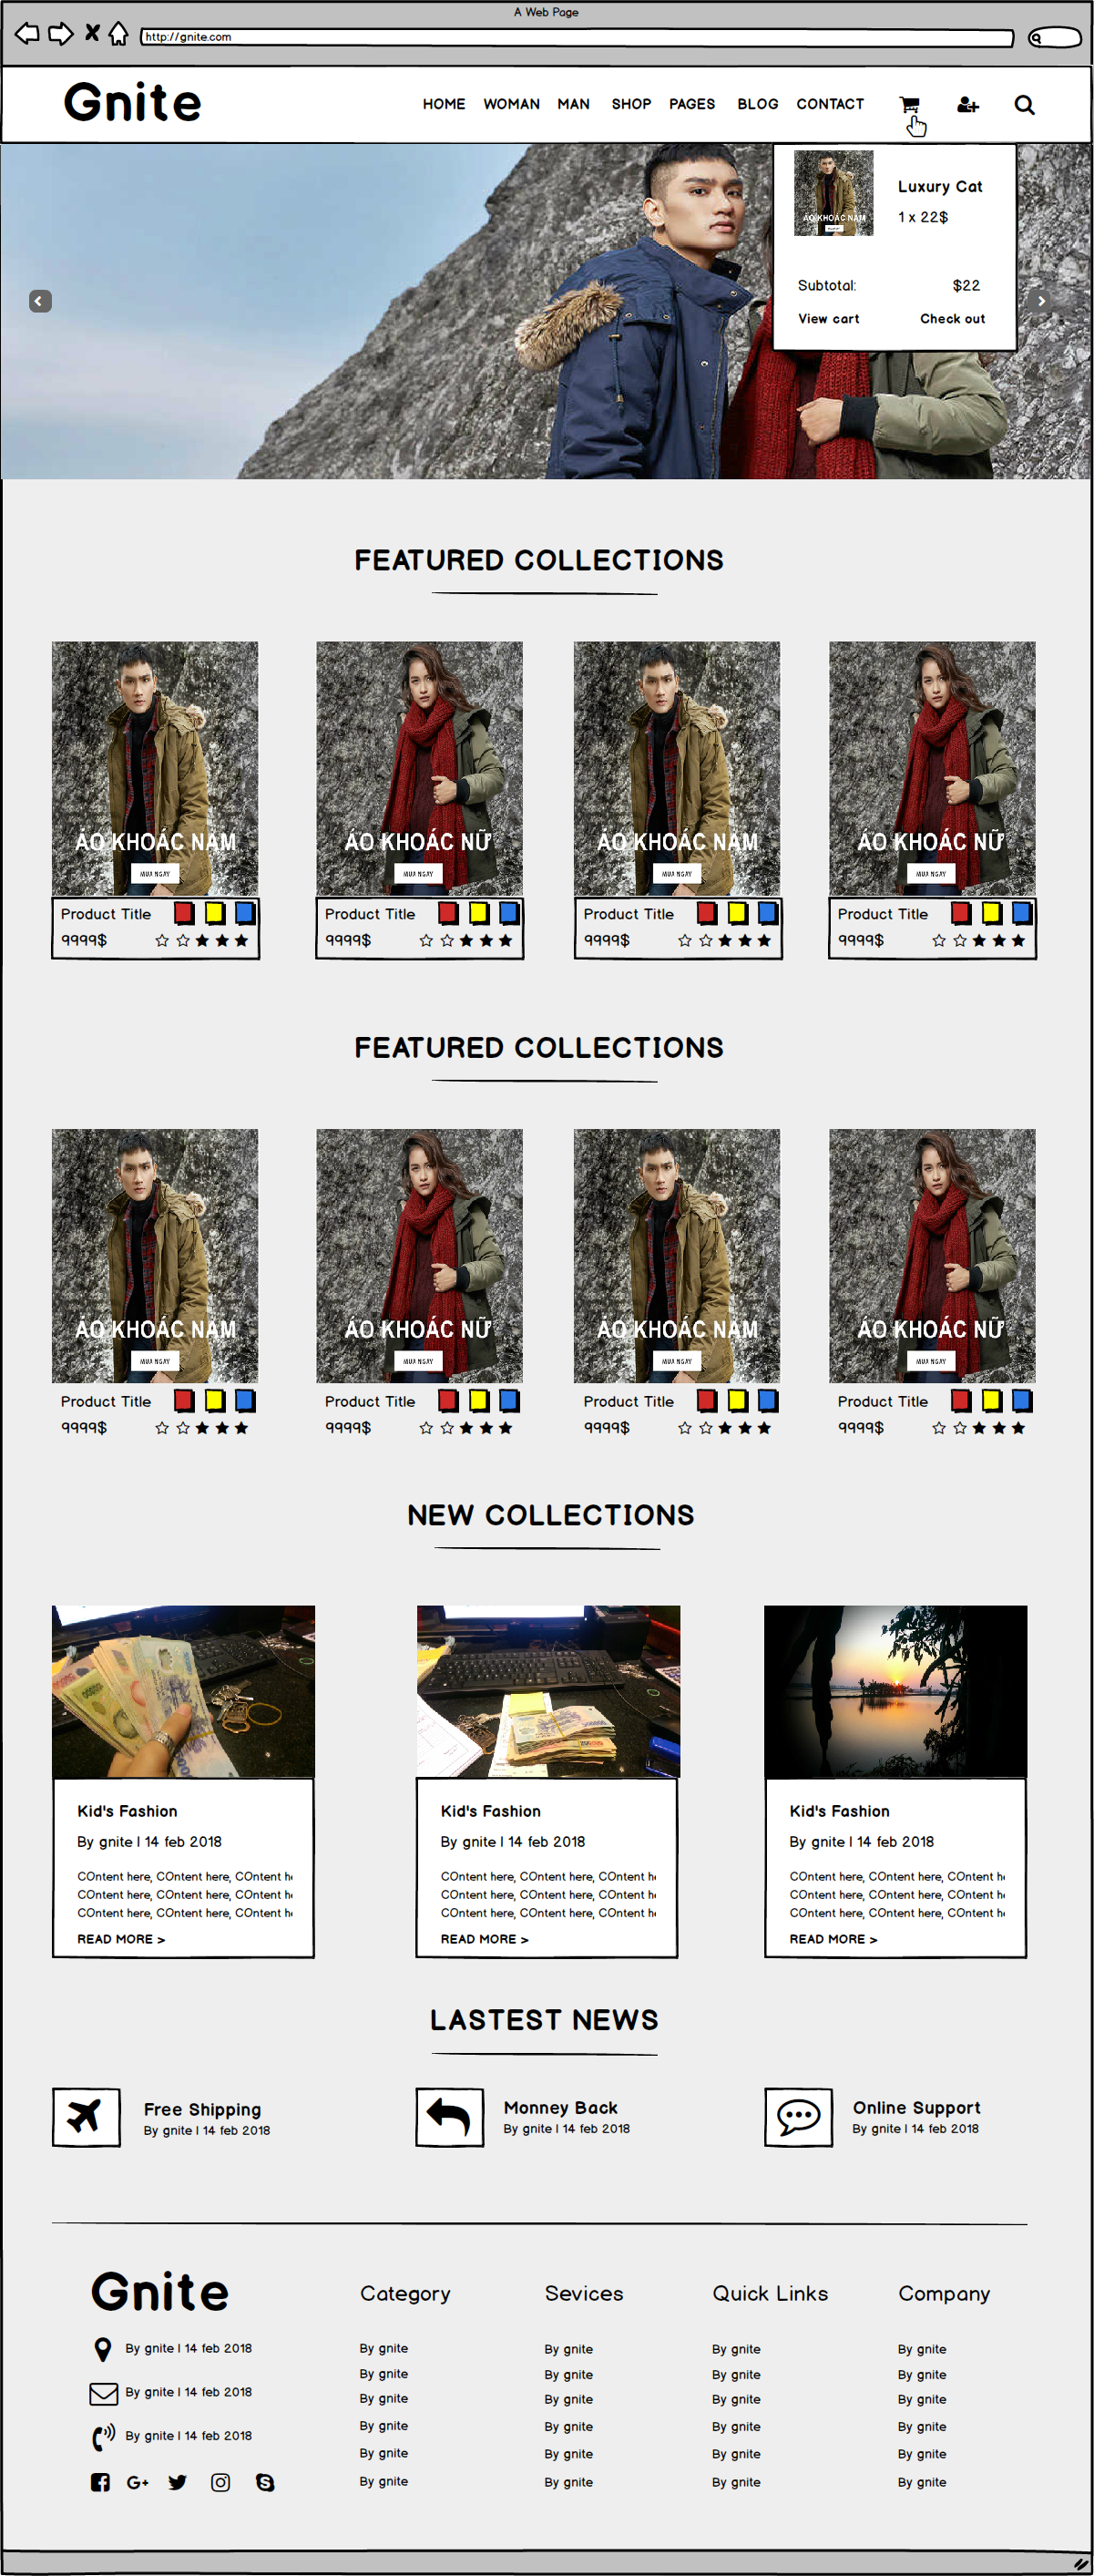 A Web Page
http://gnite.com
Gnite
HOME WOMAN MAN SHOP PAGES BLOG CONTACT
Luxury Cat
1 x 22$
ÁO KHOÁC NAM
Subtotal: $22
View cart Check out
FEATURED COLLECTIONS
ÁO KHOÁC NAM ÁO KHOÁC NỮ ÁO KHOÁC NAM ÁO KHOÁC NỮ
MUA NGAY MUA NGAY MUA NGAY MUA NGAY
Product Title Product Title Product Title Product Title
9999$ 9999$ 9999$ 9999$
FEATURED COLLECTIONS
ÁO KHOÁC NAM ÁO KHOÁC NỮ ÁO KHOÁC NAM ÁO KHOÁC NỮ
MUA NGAY MUA NGAY MUA NGAY MUA NGAY
Product Title Product Title Product Title Product Title
9999$ 9999$ 9999$ 9999$
NEW COLLECTIONS
Kid's Fashion
By gnite | 14 feb 2018
COntent here, COntent here, COntent he
COntent here, COntent here, COntent he
COntent here, COntent here, COntent he
READ MORE >
Kid's Fashion
By gnite | 14 feb 2018
COntent here, COntent here, COntent he
COntent here, COntent here, COntent he
COntent here, COntent here, COntent he
READ MORE >
Kid's Fashion
By gnite | 14 feb 2018
COntent here, COntent here, COntent he
COntent here, COntent here, COntent he
COntent here, COntent here, COntent he
READ MORE >
LASTEST NEWS
Free Shipping
By gnite | 14 feb 2018
Monney Back
By gnite | 14 feb 2018
Online Support
By gnite | 14 feb 2018
Gnite
By gnite | 14 feb 2018
By gnite | 14 feb 2018
By gnite | 14 feb 2018
Category
By gnite
By gnite
By gnite
By gnite
By gnite
By gnite
Sevices
By gnite
By gnite
By gnite
By gnite
By gnite
By gnite
Quick Links
By gnite
By gnite
By gnite
By gnite
By gnite
By gnite
Company
By gnite
By gnite
By gnite
By gnite
By gnite
By gnite